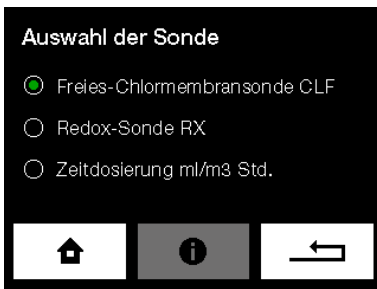 Auswahl der Sonde
Freies-Chlormembransonde CLF
Redox-Sonde RX
Zeitdosierung ml/m3 Std.